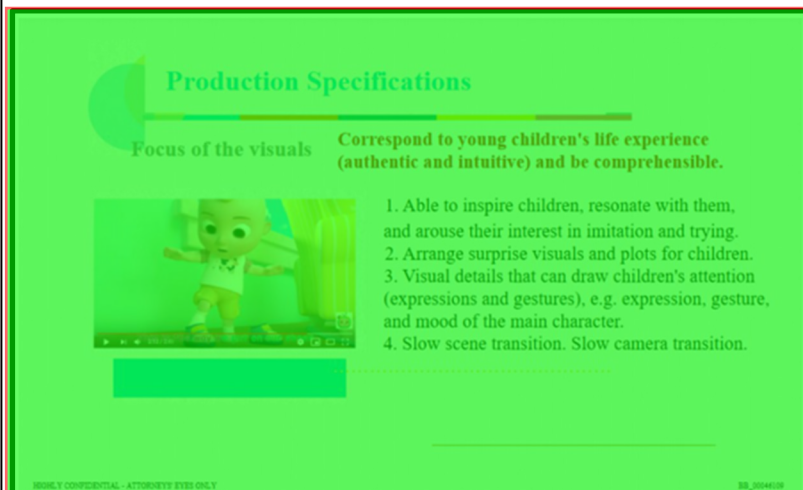 Production Specifications
Focus of the visuals
Correspond to young children's life experience
(authentic and intuitive) and be comprehensible.
1. Able to inspire children, resonate with them,
and arouse their interest in imitation and trying.
2. Arrange surprise visuals and plots for children.
3. Visual details that can draw children's attention
(expressions and gestures), e.g. expression, gesture,
and mood of the main character.
4. Slow scene transition. Slow camera transition.
HIGHLY CONFIDENTIAL - ATTORNEYS' EYES ONLY